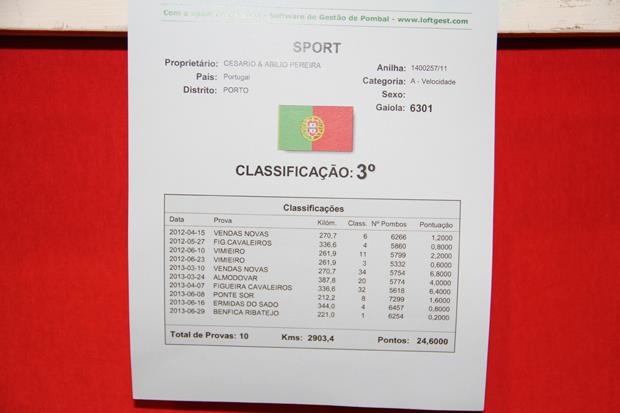 Com o - Software de Gestão de Pombal - www.loftgest.com
SPORT
Proprietário: CESARIO & ABILIO PEREIRA Anilha: 1400257/11
País: Portugal Categoria: A - Velocidade
Distrito: PORTO Sexo:
Gaiola: 6301
CLASSIFICAÇÃO: 3º
Classificações
Data Prova Kilóm. Class. Nº Pombos Pontuação
2012-04-15 VENDAS NOVAS 270,7 6 6266 1,2000
2012-05-27 FIG.CAVALEIROS 336,6 4 5860 0,8000
2012-06-10 VIMIEIRO 261,9 11 5799 2,2000
2012-06-23 VIMIEIRO 261,9 3 5332 0,6000
2013-03-10 VENDAS NOVAS 270,7 34 5754 6,8000
2013-03-24 ALMODOVAR 387,8 20 5774 4,0000
2013-04-07 FIGUEIRA CAVALEIROS 336,6 32 5618 6,4000
2013-06-08 PONTE SOR 212,2 8 7299 1,6000
2013-06-16 ERMIDAS DO SADO 344,0 4 6457 0,8000
2013-06-29 BENFICA RIBATEJO 221,0 1 6254 0,2000
Total de Provas: 10 Kms: 2903,4 Pontos: 24,6000